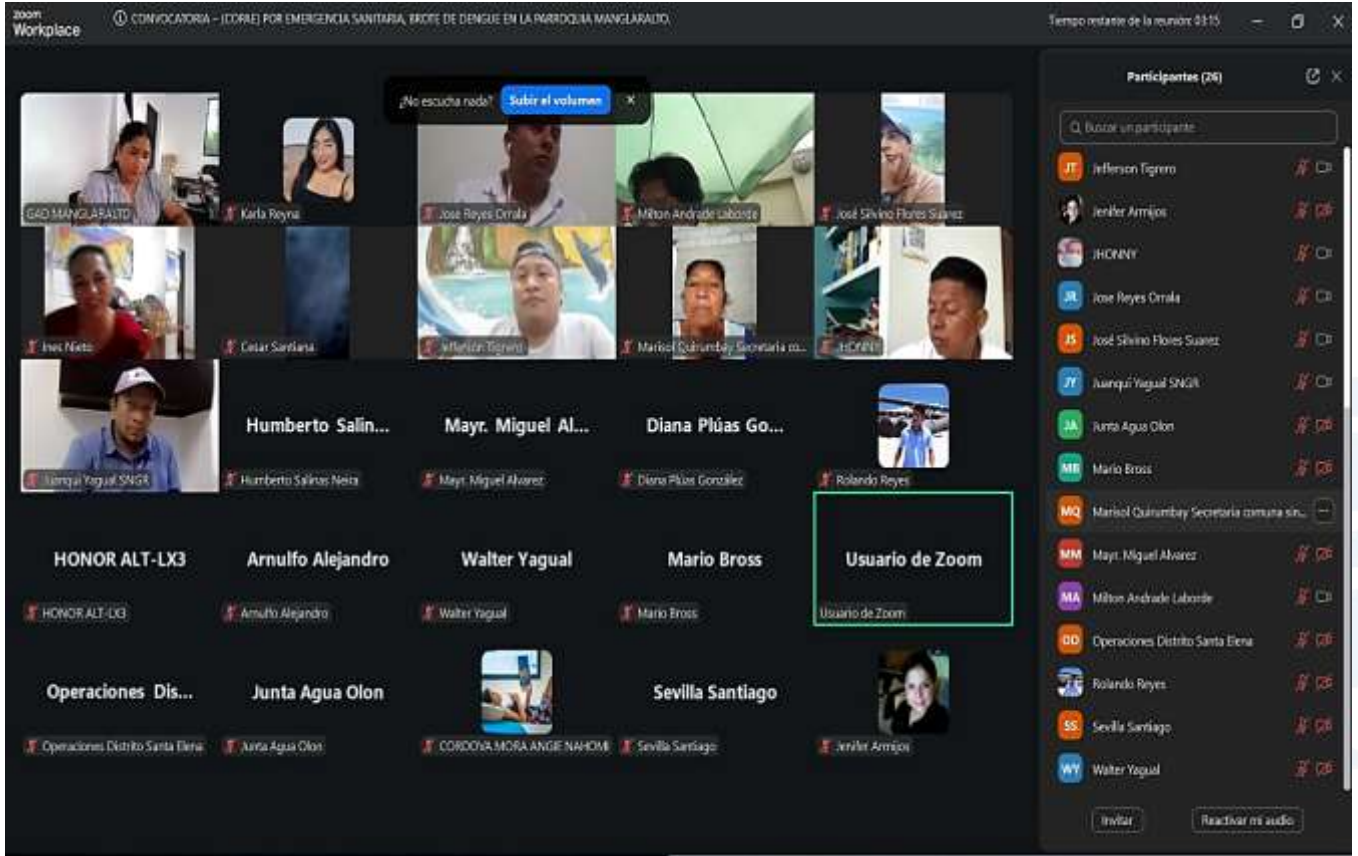 zoom
Workplace
CONVOCATORIA – (COPAE) POR EMERGENCIA SANITARIA, BROTE DE DENGUE EN LA PARROQUIA MANGLARALTO.
Tiempo restante de la reunión: 03:15
¿No escucha nada? Subir el volumen
GAD MANGLARALTO
Karla Reyna
Jose Reyes Orrala
Milton Andrade Laborde
José Silvino Flores Suarez
Ines Nieto
Cesar Santiana
Jefferson Tigrero
Marisol Quirumbay Secretaria co...
JHONNY
Juanqui Yagual SNGR
Humberto Salin...
Humberto Salinas Neira
Mayr. Miguel Al...
Mayr. Miguel Alvarez
Diana Plúas Go...
Diana Plúas González
Rolando Reyes
HONOR ALT-LX3
HONOR ALT-LX3
Arnulfo Alejandro
Arnulfo Alejandro
Walter Yagual
Walter Yagual
Mario Bross
Mario Bross
Usuario de Zoom
Usuario de Zoom
Operaciones Dis...
Operaciones Distrito Santa Elena
Junta Agua Olon
Junta Agua Olon
CORDOVA MORA ANGIE NAHOMI
Sevilla Santiago
Sevilla Santiago
Jenifer Armijos
Participantes (26)
Buscar un participante
JT Jefferson Tigrero
Jenifer Armijos
JHONNY
JR Jose Reyes Orrala
JS José Silvino Flores Suarez
JY Juanqui Yagual SNGR
JA Junta Agua Olon
MB Mario Bross
MQ Marisol Quirumbay Secretaria comuna sin...
MM Mayr. Miguel Alvarez
MA Milton Andrade Laborde
OD Operaciones Distrito Santa Elena
Rolando Reyes
SS Sevilla Santiago
WY Walter Yagual
Invitar
Reactivar mi audio